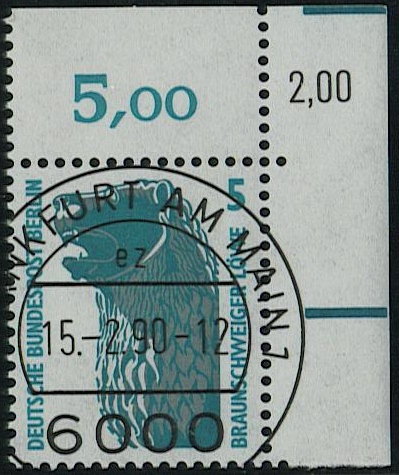 5,00
2,00
DEUTSCHE BUNDESPOST BERLIN
5
BRAUNSCHWEIGER LÖWE
FURT AM MAIN 7
ez
15.-2.90-12
6000